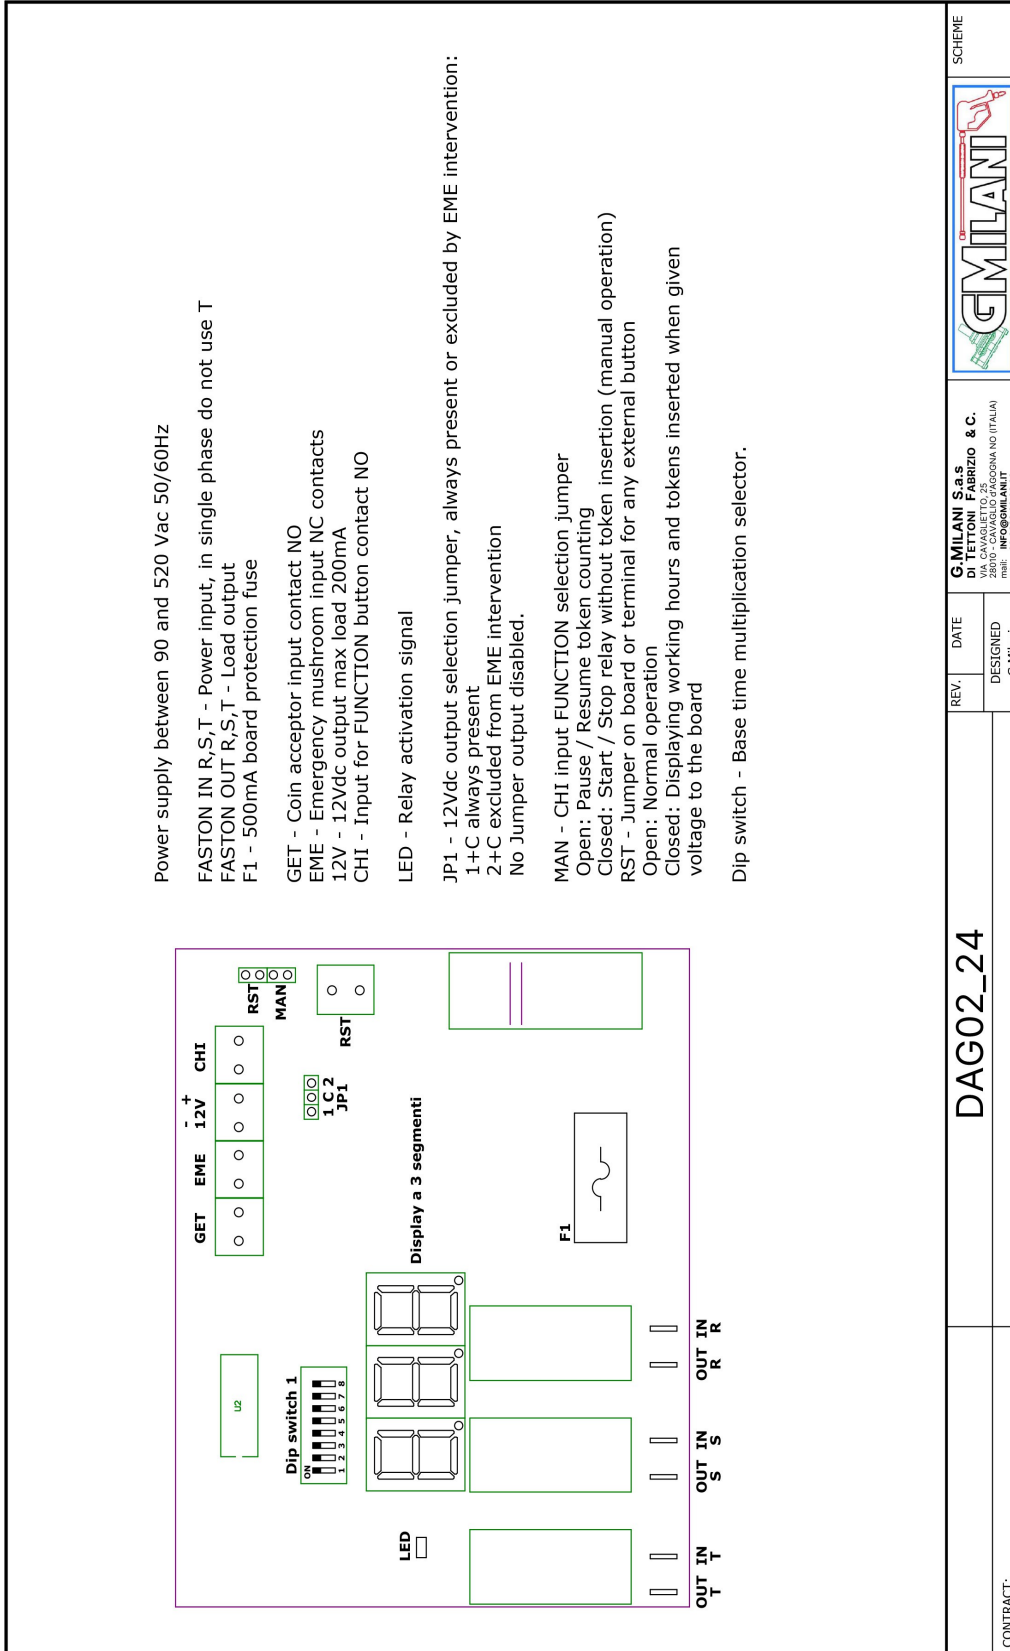 Power supply between 90 and 520 Vac 50/60Hz
FASTON IN R,S,T - Power input, in single phase do not use T
FASTON OUT R,S,T - Load output
F1 - 500mA board protection fuse
GET - Coin acceptor input contact NO
EME - Emergency mushroom input NC contacts
12V - 12Vdc output max load 200mA
CHI - Input for FUNCTION button contact NO
LED - Relay activation signal
JP1 - 12Vdc output selection jumper, always present or excluded by EME intervention:
1+C always present
2+C excluded from EME intervention
No Jumper output disabled.
MAN - CHI input FUNCTION selection jumper
Open: Pause / Resume token counting
Closed: Start / Stop relay without token insertion (manual operation)
RST - Jumper on board or terminal for any external button
Open: Normal operation
Closed: Displaying working hours and tokens inserted when given
voltage to the board
Dip switch - Base time multiplication selector.
GET
EME
- +
12V
CHI
RST
MAN
RST
1 C 2
JP1
U2
Dip switch 1
ON
1 2 3 4 5 6 7 8
Display a 3 segmenti
LED
F1
OUT IN
T T
OUT IN
S S
OUT IN
R R
CONTRACT:
DAG02_24
REV.
DATE
DESIGNED
G.MILANI S.a.s
DI TETTONI FABRIZIO & C.
VIA CAVAGLIETTO, 25
28010 - CAVAGLIO d'AGOGNA NO (ITALIA)
mail: INFO@GMILANI.IT
GMILANI
SCHEME